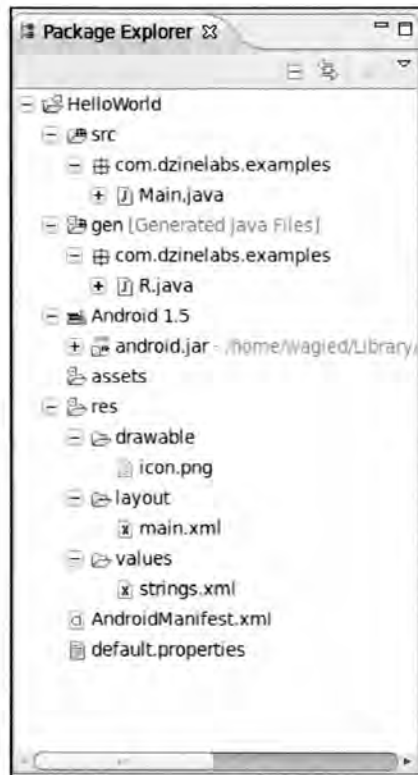 Package Explorer
HelloWorld
src
com.dzinelabs.examples
Main.java
gen [Generated Java Files]
com.dzinelabs.examples
R.java
Android 1.5
android.jar - /home/wagied/Library/
assets
res
drawable
icon.png
layout
main.xml
values
strings.xml
AndroidManifest.xml
default.properties